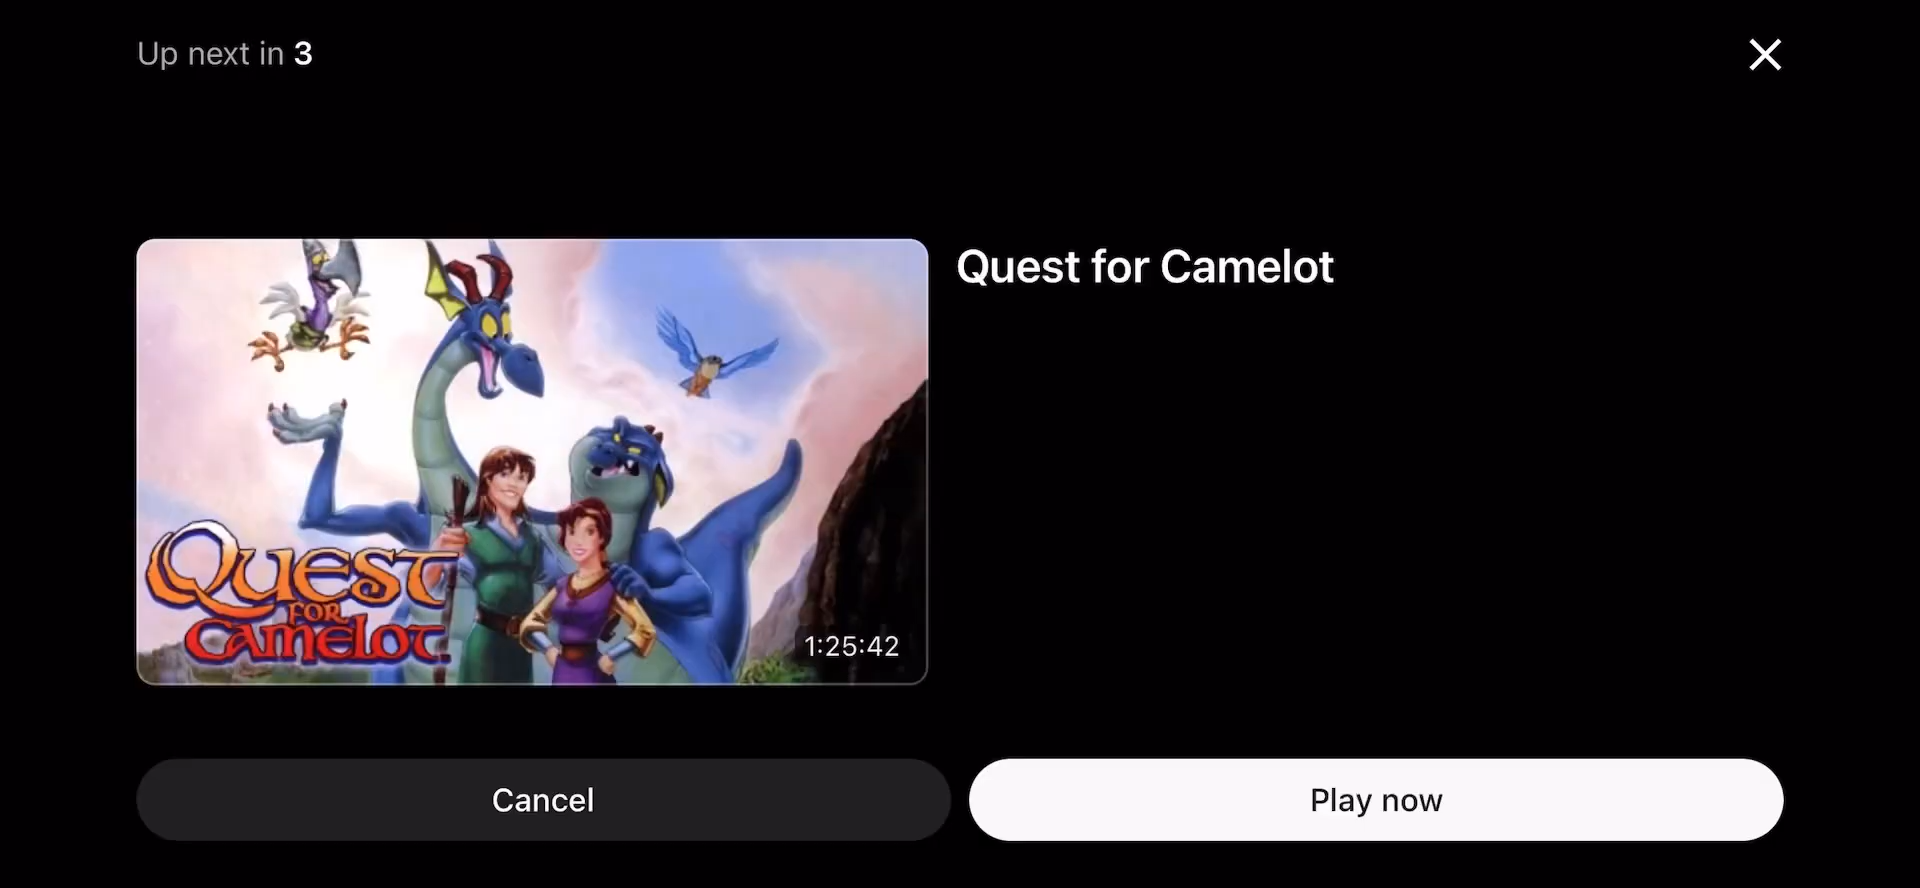 Up next in 3
Quest for Camelot
QUEST
FOR
CAMELOT
1:25:42
Cancel
Play now